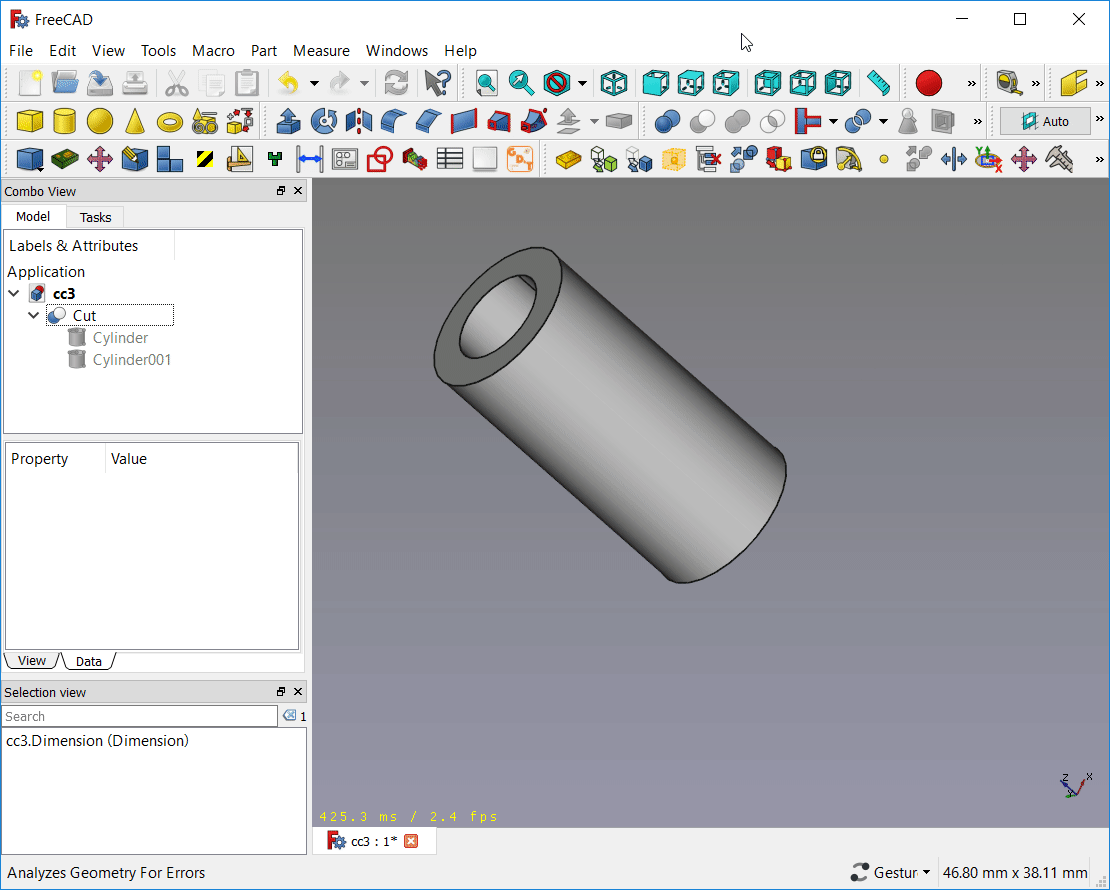 FreeCAD
File Edit View Tools Macro Part Measure Windows Help
Auto
Combo View
Model Tasks
Labels & Attributes
Application
cc3
Cut
Cylinder
Cylinder001
Property Value
View Data
Selection view
Search 1
cc3.Dimension (Dimension)
Z X
425.3 ms / 2.4 fps
cc3 : 1*
Analyzes Geometry For Errors Gestur 46.80 mm x 38.11 mm